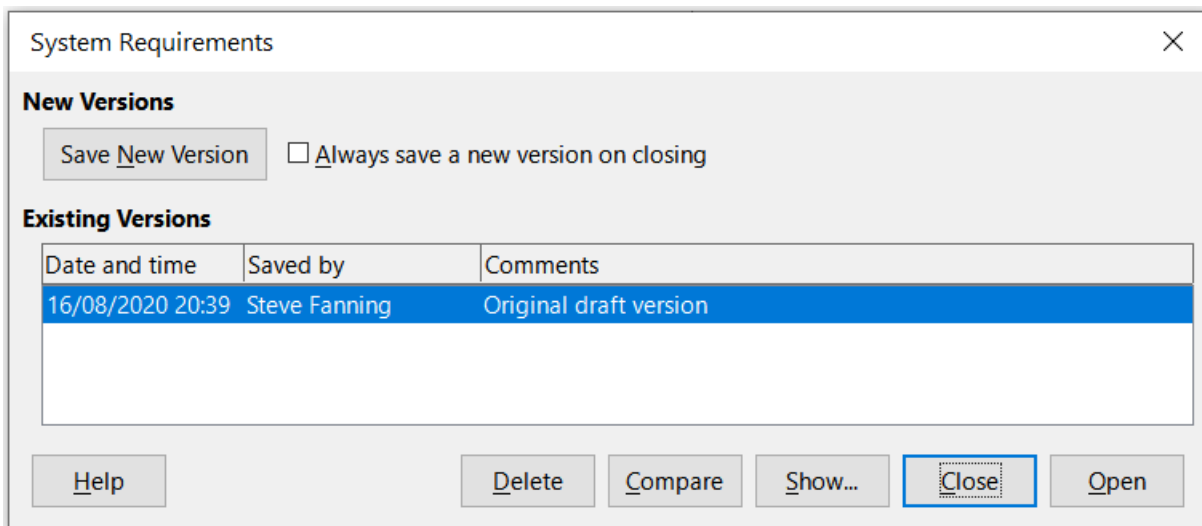 System Requirements
New Versions
Save New Version Always save a new version on closing
Existing Versions
Date and time Saved by Comments
16/08/2020 20:39 Steve Fanning Original draft version
Help Delete Compare Show... Close Open